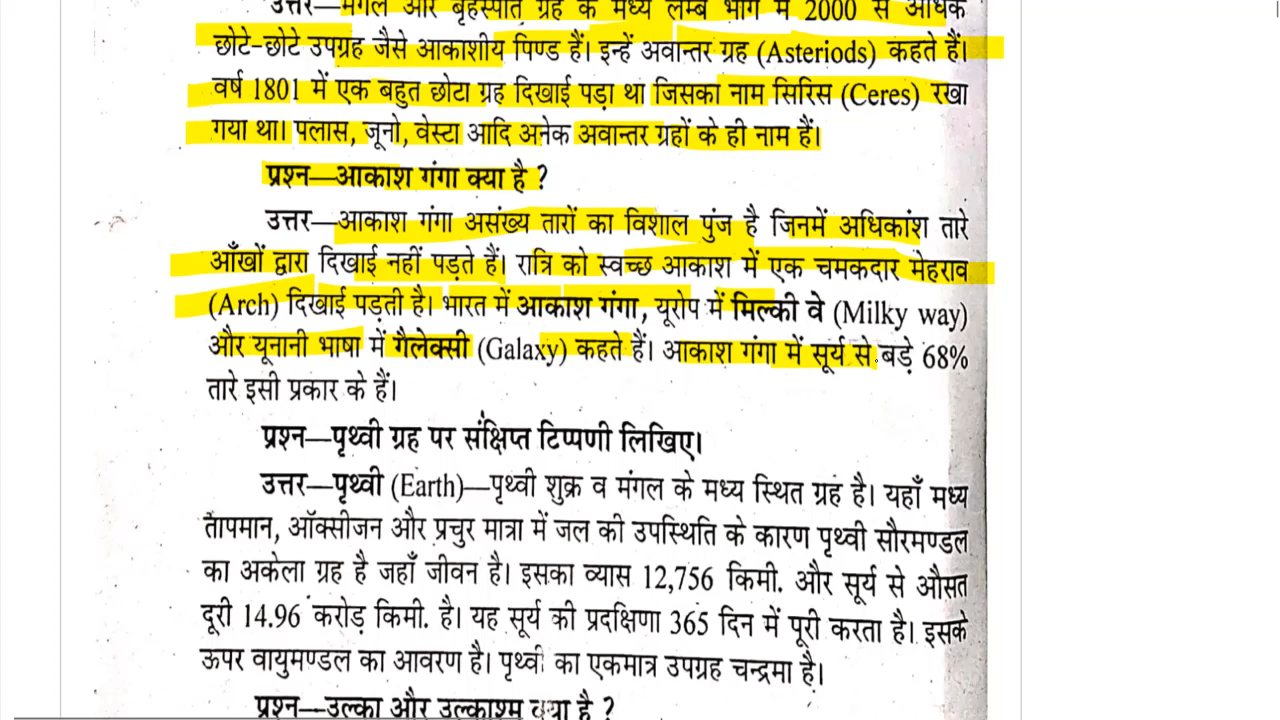 उत्तर—मंगल और बृहस्पति ग्रह के मध्य लम्बे भाग में 2000 से अधिक
छोटे-छोटे उपग्रह जैसे आकाशीय पिण्ड हैं। इन्हें अवान्तर ग्रह (Asteriods) कहते हैं।
वर्ष 1801 में एक बहुत छोटा ग्रह दिखाई पड़ा था जिसका नाम सिरिस (Ceres) रखा
गया था। पलास, जूनो, वेस्टा आदि अनेक अवान्तर ग्रहों के ही नाम हैं।
प्रश्न—आकाश गंगा क्या है ?
उत्तर—आकाश गंगा असंख्य तारों का विशाल पुंज है जिनमें अधिकांश तारे
आँखों द्वारा दिखाई नहीं पड़ते हैं। रात्रि को स्वच्छ आकाश में एक चमकदार मेहराव
(Arch) दिखाई पड़ती है। भारत में आकाश गंगा, यूरोप में मिल्की वे (Milky way)
और यूनानी भाषा में गैलेक्सी (Galaxy) कहते हैं। आकाश गंगा में सूर्य से बड़े 68%
तारे इसी प्रकार के हैं।
प्रश्न—पृथ्वी ग्रह पर संक्षिप्त टिप्पणी लिखिए।
उत्तर—पृथ्वी (Earth)—पृथ्वी शुक्र व मंगल के मध्य स्थित ग्रह है। यहाँ मध्य
तापमान, ऑक्सीजन और प्रचुर मात्रा में जल की उपस्थिति के कारण पृथ्वी सौरमण्डल
का अकेला ग्रह है जहाँ जीवन है। इसका व्यास 12,756 किमी. और सूर्य से औसत
दूरी 14.96 करोड़ किमी. है। यह सूर्य की प्रदक्षिणा 365 दिन में पूरी करता है। इसके
ऊपर वायुमण्डल का आवरण है। पृथ्वी का एकमात्र उपग्रह चन्द्रमा है।
प्रश्न—उल्का और उल्काश्म क्या है ?